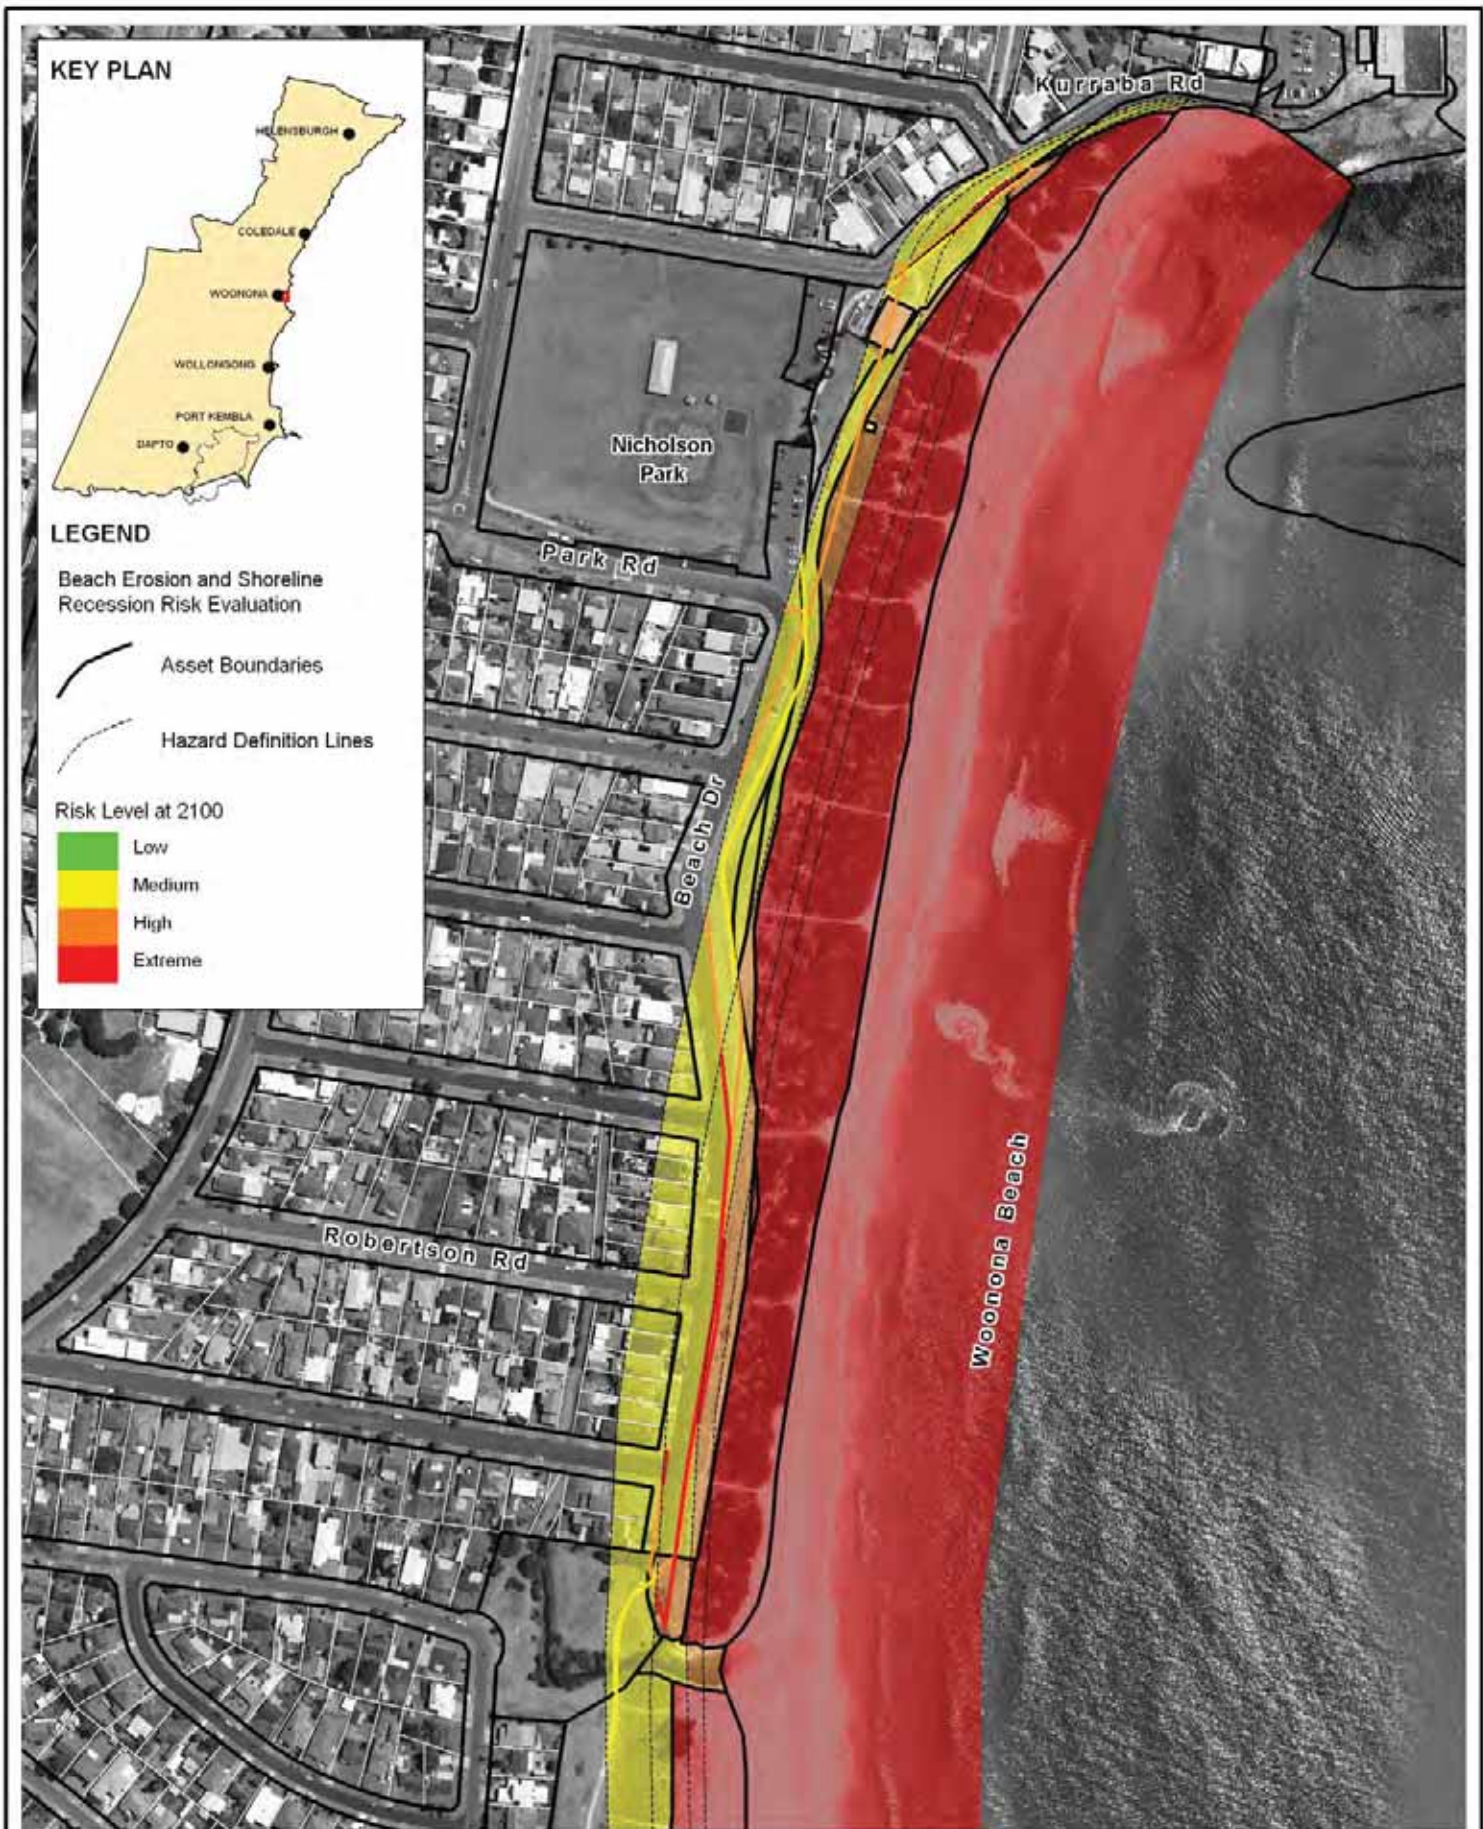 KEY PLAN
HELENSBURGH
COLEDALE
WOONONA
WOLLONGONG
PORT KEMBLA
DAPTO
LEGEND
Beach Erosion and Shoreline
Recession Risk Evaluation
Asset Boundaries
Hazard Definition Lines
Risk Level at 2100
Low
Medium
High
Extreme
Kurraba Rd
Nicholson
Park
Park Rd
Beach Dr
Robertson Rd
Woonona Beach